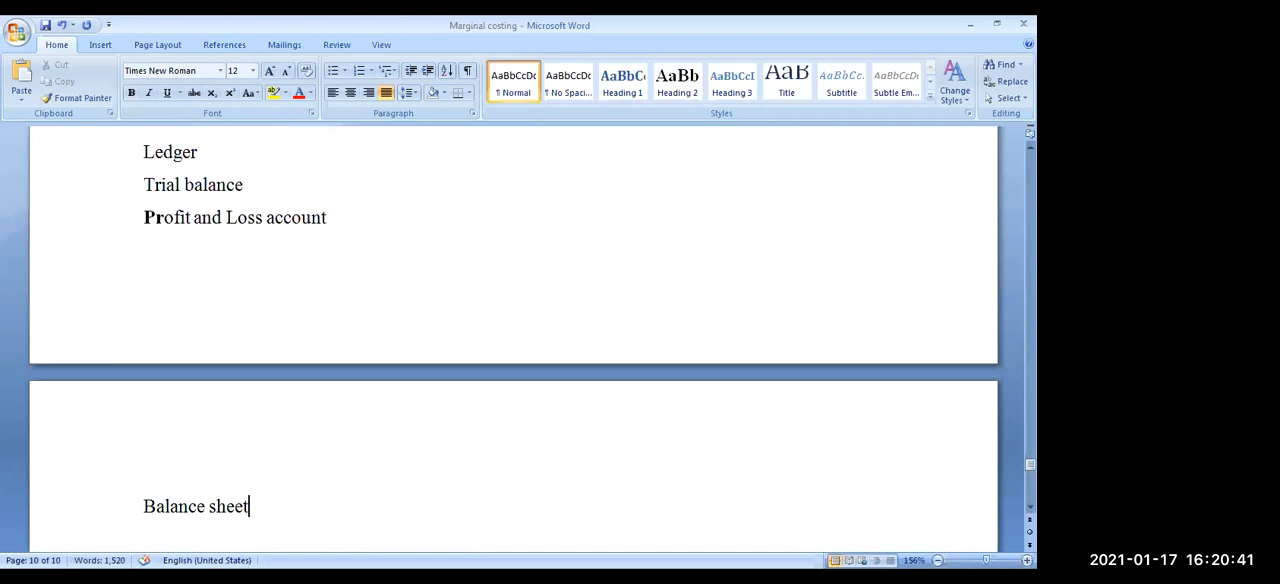 Marginal costing - Microsoft Word
Home Insert Page Layout References Mailings Review View
Paste
Cut
Copy
Format Painter
Clipboard
Times New Roman 12
Font
Paragraph
AaBbCcDc AaBbCcDc AaBbC AaBb AaBbCcI AaB AaBbCc. AaBbCcDc
¶ Normal ¶ No Spaci... Heading 1 Heading 2 Heading 3 Title Subtitle Subtle Em...
Change Styles
Styles
Find
Replace
Select
Editing
Ledger
Trial balance
Profit and Loss account
Balance sheet
Page: 10 of 10 Words: 1,520 English (United States) 156%
2021-01-17 16:20:41